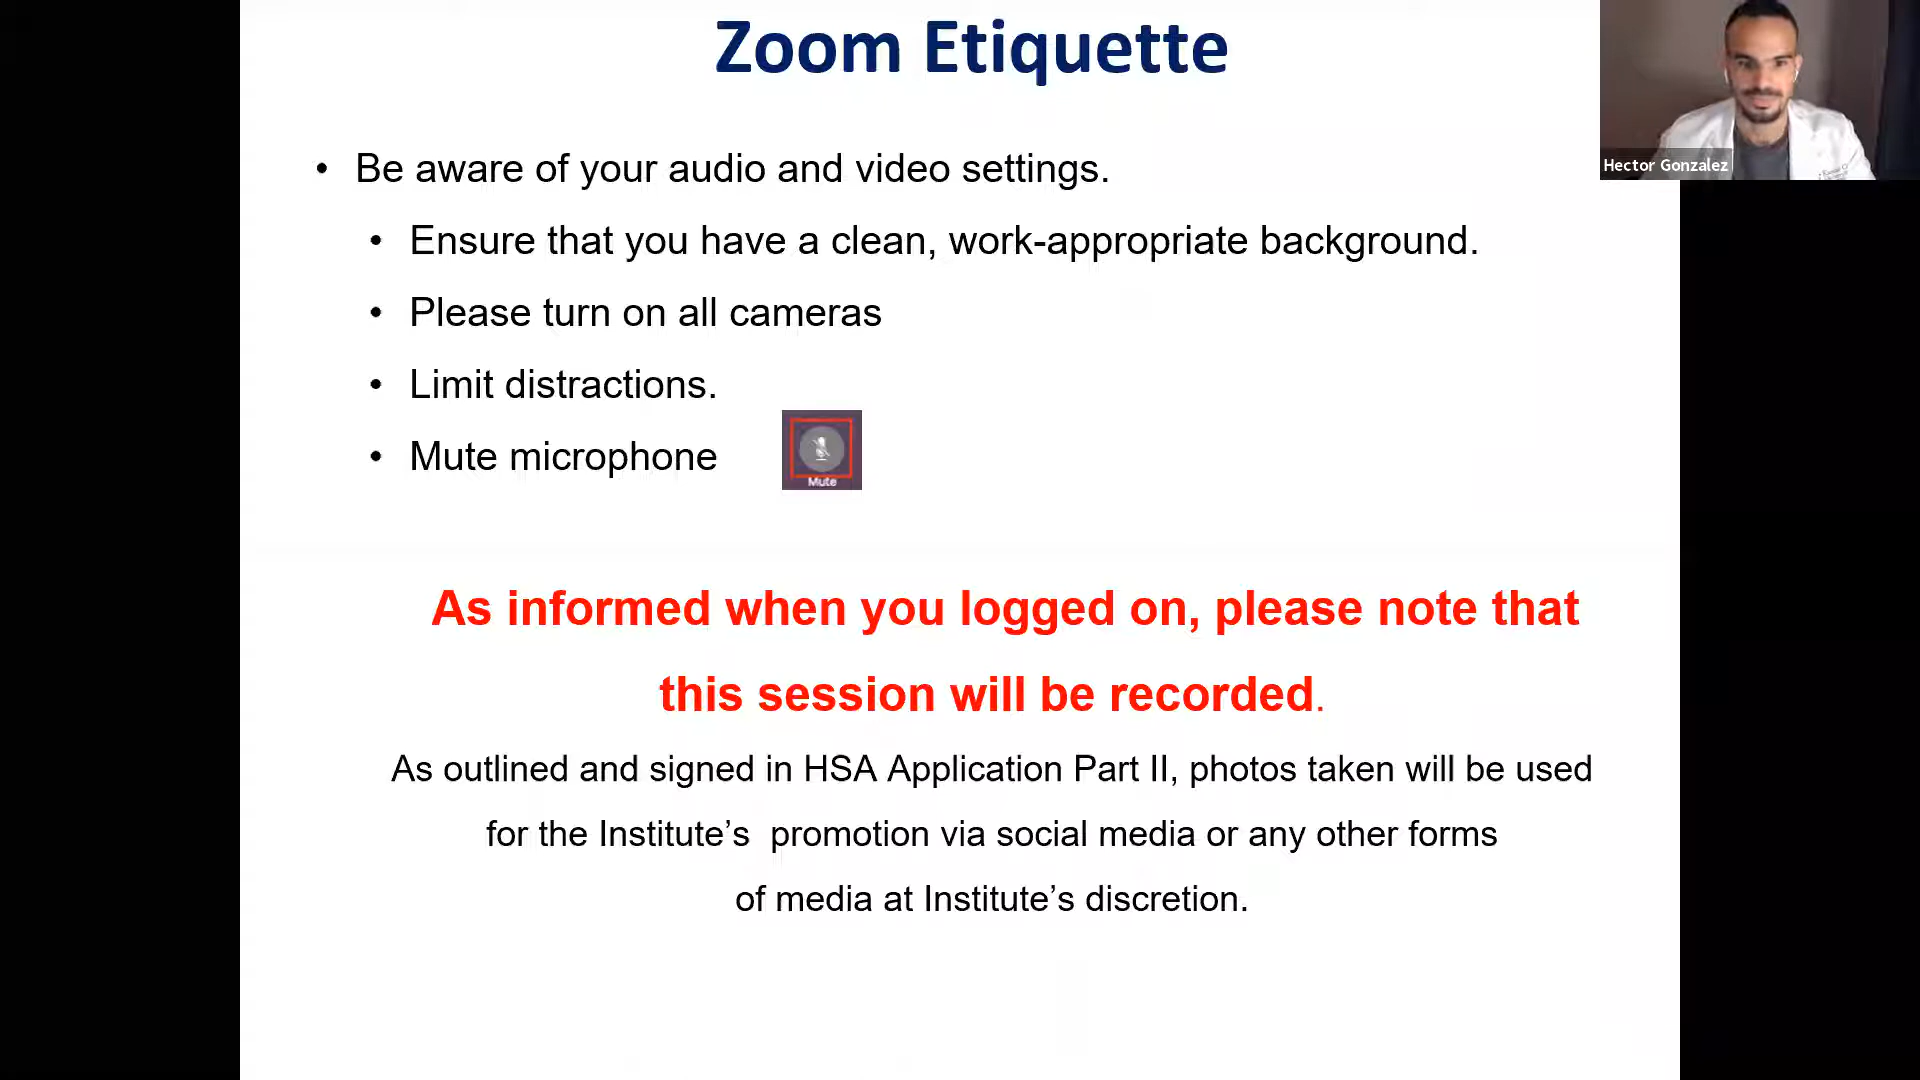 Zoom Etiquette
Hector Gonzalez
• Be aware of your audio and video settings.
• Ensure that you have a clean, work-appropriate background.
• Please turn on all cameras
• Limit distractions.
• Mute microphone
Mute
As informed when you logged on, please note that
this session will be recorded.
As outlined and signed in HSA Application Part II, photos taken will be used
for the Institute’s promotion via social media or any other forms
of media at Institute’s discretion.